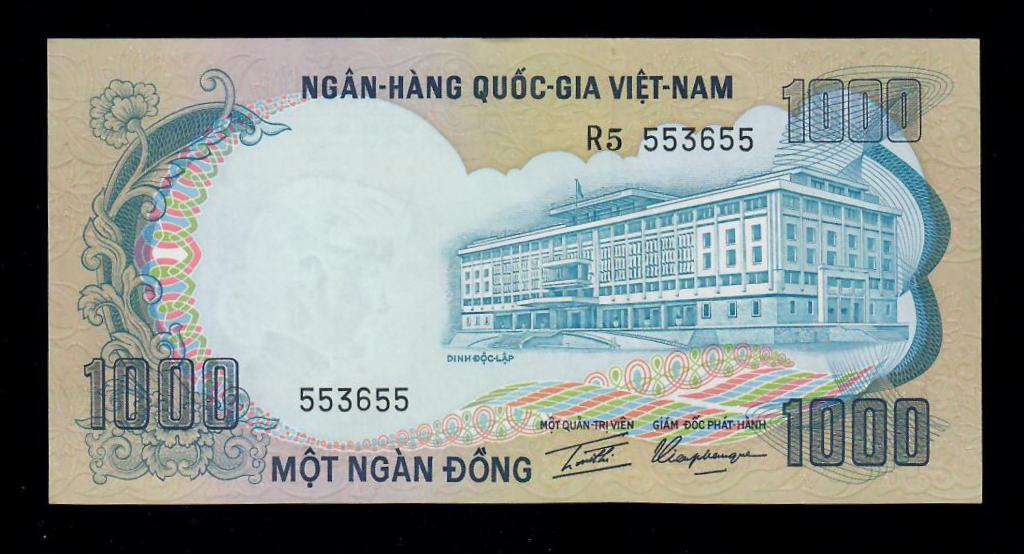 NGÂN-HÀNG QUỐC-GIA VIỆT-NAM
1000
R5 553655
DINH ĐỘC-LẬP
1000
553655
MỘT QUẢN-TRỊ VIÊN
GIÁM ĐỐC PHÁT-HÀNH
1000
MỘT NGÀN ĐỒNG